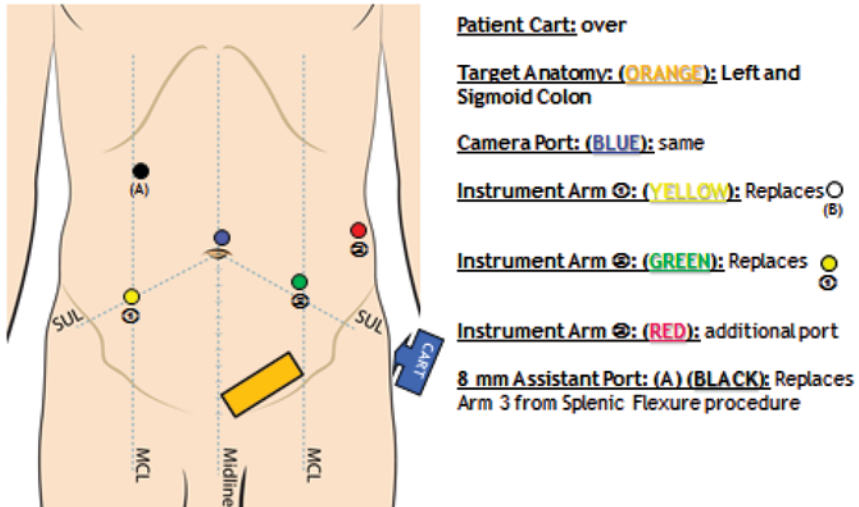 Patient Cart: over
Target Anatomy: (ORANGE): Left and
Sigmoid Colon
Camera Port: (BLUE): same
Instrument Arm ①: (YELLOW): Replaces
(B)
Instrument Arm ②: (GREEN): Replaces
①
Instrument Arm ③: (RED): additional port
8 mm Assistant Port: (A) (BLACK): Replaces
Arm 3 from Splenic Flexure procedure
(A)
①
SUL
SUL
CART
MCL
Midline
MCL